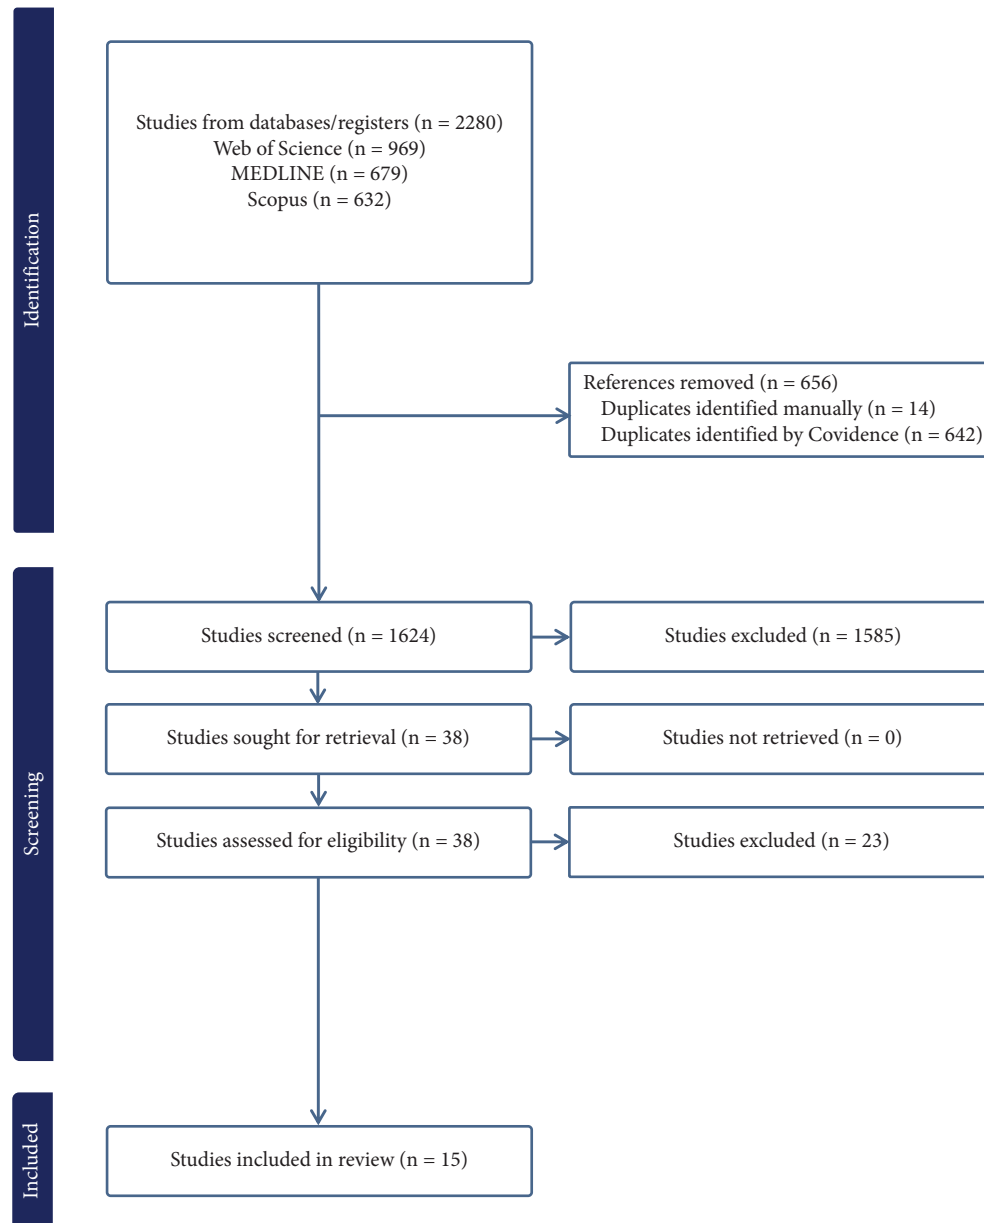 Identification
Studies from databases/registers (n = 2280)
Web of Science (n = 969)
MEDLINE (n = 679)
Scopus (n = 632)
References removed (n = 656)
Duplicates identified manually (n = 14)
Duplicates identified by Covidence (n = 642)
Screening
Studies screened (n = 1624)
Studies excluded (n = 1585)
Studies sought for retrieval (n = 38)
Studies not retrieved (n = 0)
Studies assessed for eligibility (n = 38)
Studies excluded (n = 23)
Included
Studies included in review (n = 15)